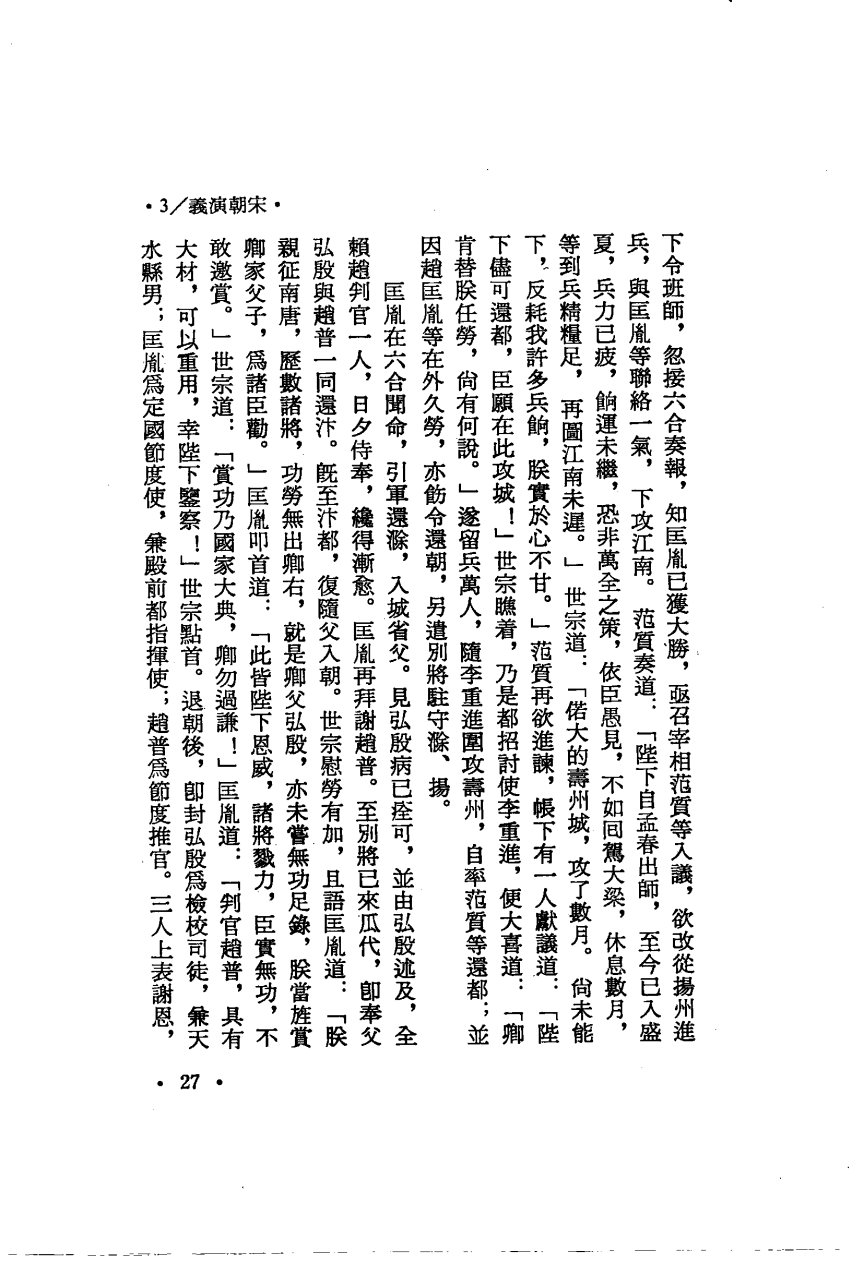 •宋朝演義/3•
下令班師，忽接六合奏報，知匡胤已獲大勝，亟召宰相范質等入議，欲改從揚州進
兵，與匡胤等聯絡一氣，下攻江南。范質奏道：「陛下自孟春出師，至今已入盛
夏，兵力已疲，餉運未繼，恐非萬全之策，依臣愚見，不如囘駕大梁，休息數月，
等到兵精糧足，再圖江南未遲。」世宗道：「偌大的壽州城，攻了數月。尙未能
下，反耗我許多兵餉，朕實於心不甘。」范質再欲進諫，帳下有一人獻議道：「陛
下儘可還都，臣願在此攻城！」世宗瞧着，乃是都招討使李重進，便大喜道：「卿
肯替朕任勞，尙有何說。」遂留兵萬人，隨李重進圍攻壽州，自率范質等還都；並
因趙匡胤等在外久勞，亦飭令還朝，另遣別將駐守滁、揚。
匡胤在六合聞命，引軍還滁，入城省父。見弘殷病已痊可，並由弘殷述及，全
賴趙判官一人，日夕侍奉，纔得漸愈。匡胤再拜謝趙普。至別將已來瓜代，卽奉父
弘殷與趙普一同還汴。旣至汴都，復隨父入朝。世宗慰勞有加，且語匡胤道：「朕
親征南唐，歷數諸將，功勞無出卿右，就是卿父弘殷，亦未嘗無功足錄，朕當旌賞
卿家父子，爲諸臣勸。」匡胤叩首道：「此皆陛下恩威，諸將戮力，臣實無功，不
敢邀賞。」世宗道：「賞功乃國家大典，卿勿過謙！」匡胤道：「判官趙普，具有
大材，可以重用，幸陛下鑒察！」世宗點首。退朝後，卽封弘殷爲檢校司徒，兼天
水縣男；匡胤爲定國節度使，兼殿前都指揮使；趙普爲節度推官。三人上表謝恩，
•27•